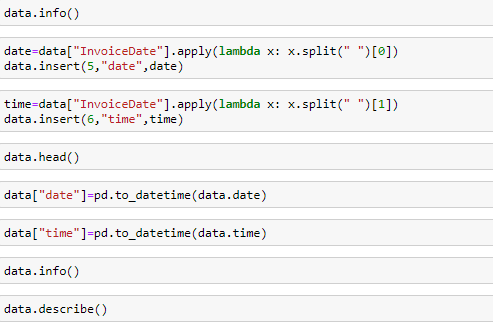 data.info()
date=data["InvoiceDate"].apply(lambda x: x.split(" ")[0])
data.insert(5,"date",date)
time=data["InvoiceDate"].apply(lambda x: x.split(" ")[1])
data.insert(6,"time",time)
data.head()
data["date"]=pd.to_datetime(data.date)
data["time"]=pd.to_datetime(data.time)
data.info()
data.describe()